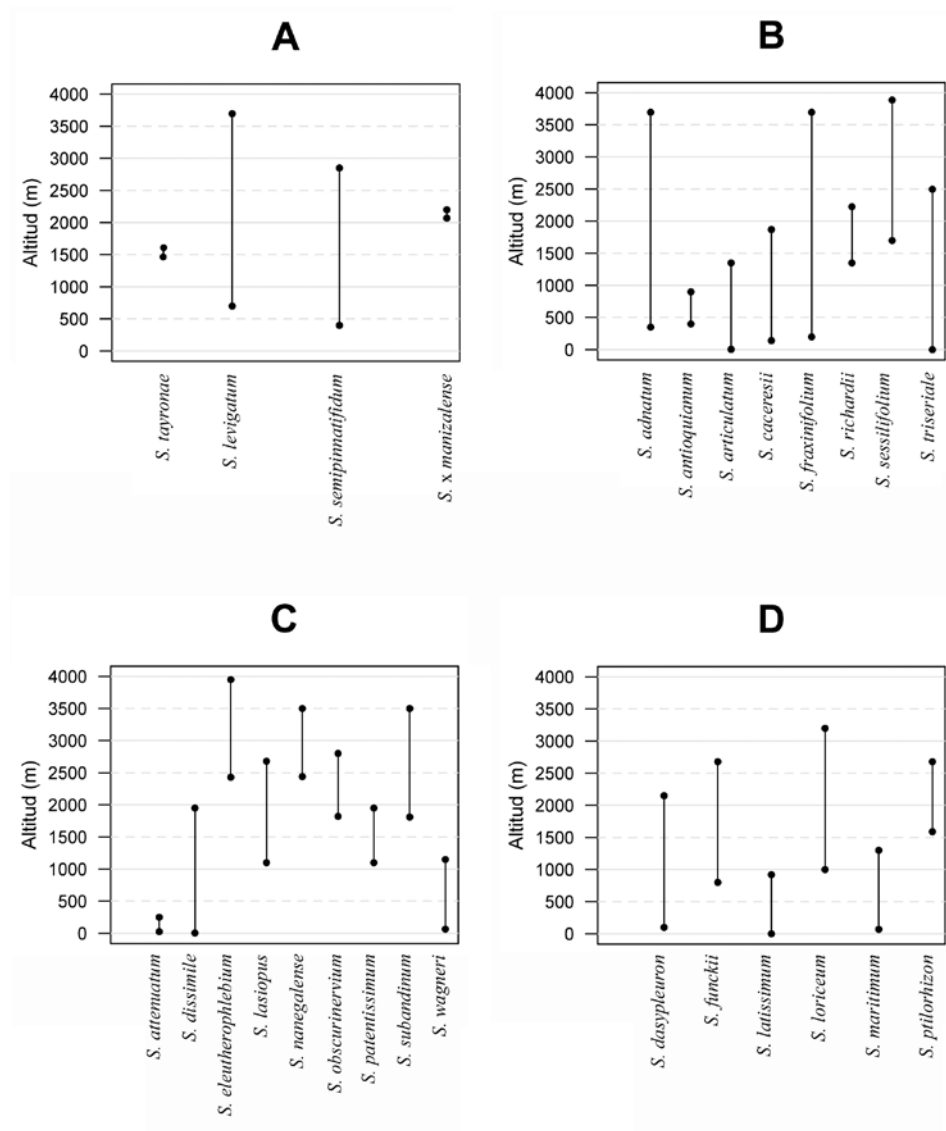 A
Altitud (m)
4000
3500
3000
2500
2000
1500
1000
500
0
S. tayronae
S. levigatum
S. semipinnatifidum
S. x manizalense
B
Altitud (m)
4000
3500
3000
2500
2000
1500
1000
500
0
S. adnatum
S. antioquianum
S. articulatum
S. caceresii
S. fraxinifolium
S. richardii
S. sessilifolium
S. triseriale
C
Altitud (m)
4000
3500
3000
2500
2000
1500
1000
500
0
S. attenuatum
S. dissimile
S. eleutherophlebium
S. lasiopus
S. nanegalense
S. obscurinervium
S. patentissimum
S. subandinum
S. wagneri
D
Altitud (m)
4000
3500
3000
2500
2000
1500
1000
500
0
S. dasypleuron
S. funckii
S. latissimum
S. loriceum
S. maritimum
S. ptilorhizon